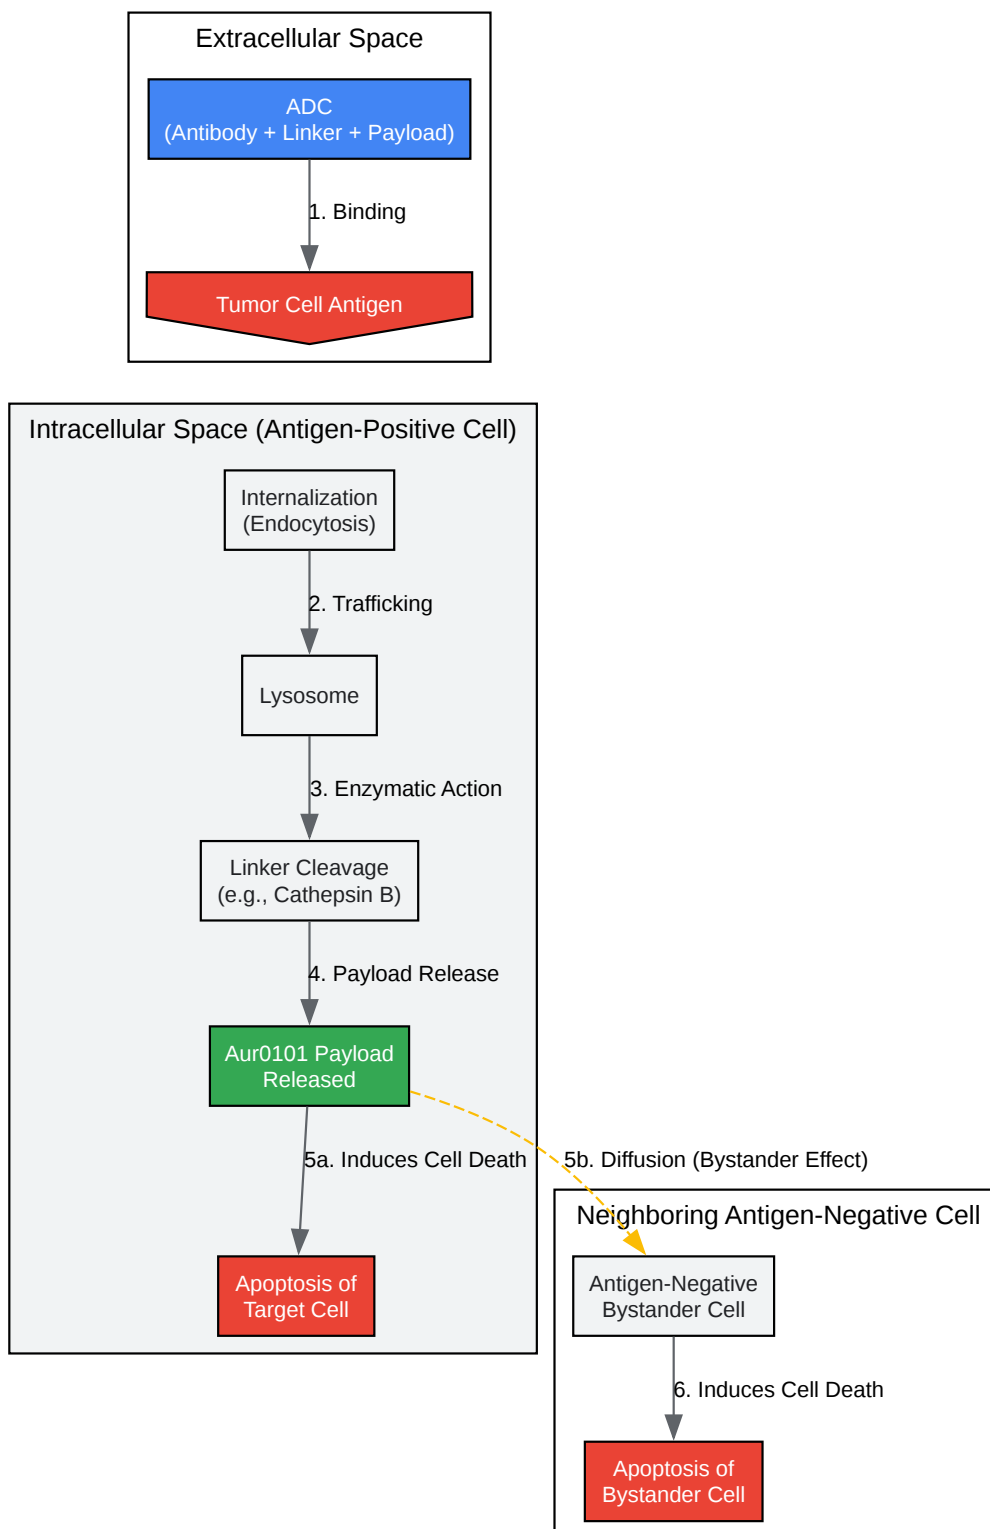 Extracellular Space
ADC
(Antibody + Linker + Payload)
1. Binding
Tumor Cell Antigen
Intracellular Space (Antigen-Positive Cell)
Internalization
(Endocytosis)
2. Trafficking
Lysosome
3. Enzymatic Action
Linker Cleavage
(e.g., Cathepsin B)
4. Payload Release
Aur0101 Payload
Released
5a. Induces Cell Death
5b. Diffusion (Bystander Effect)
Apoptosis of
Target Cell
Neighboring Antigen-Negative Cell
Antigen-Negative
Bystander Cell
6. Induces Cell Death
Apoptosis of
Bystander Cell